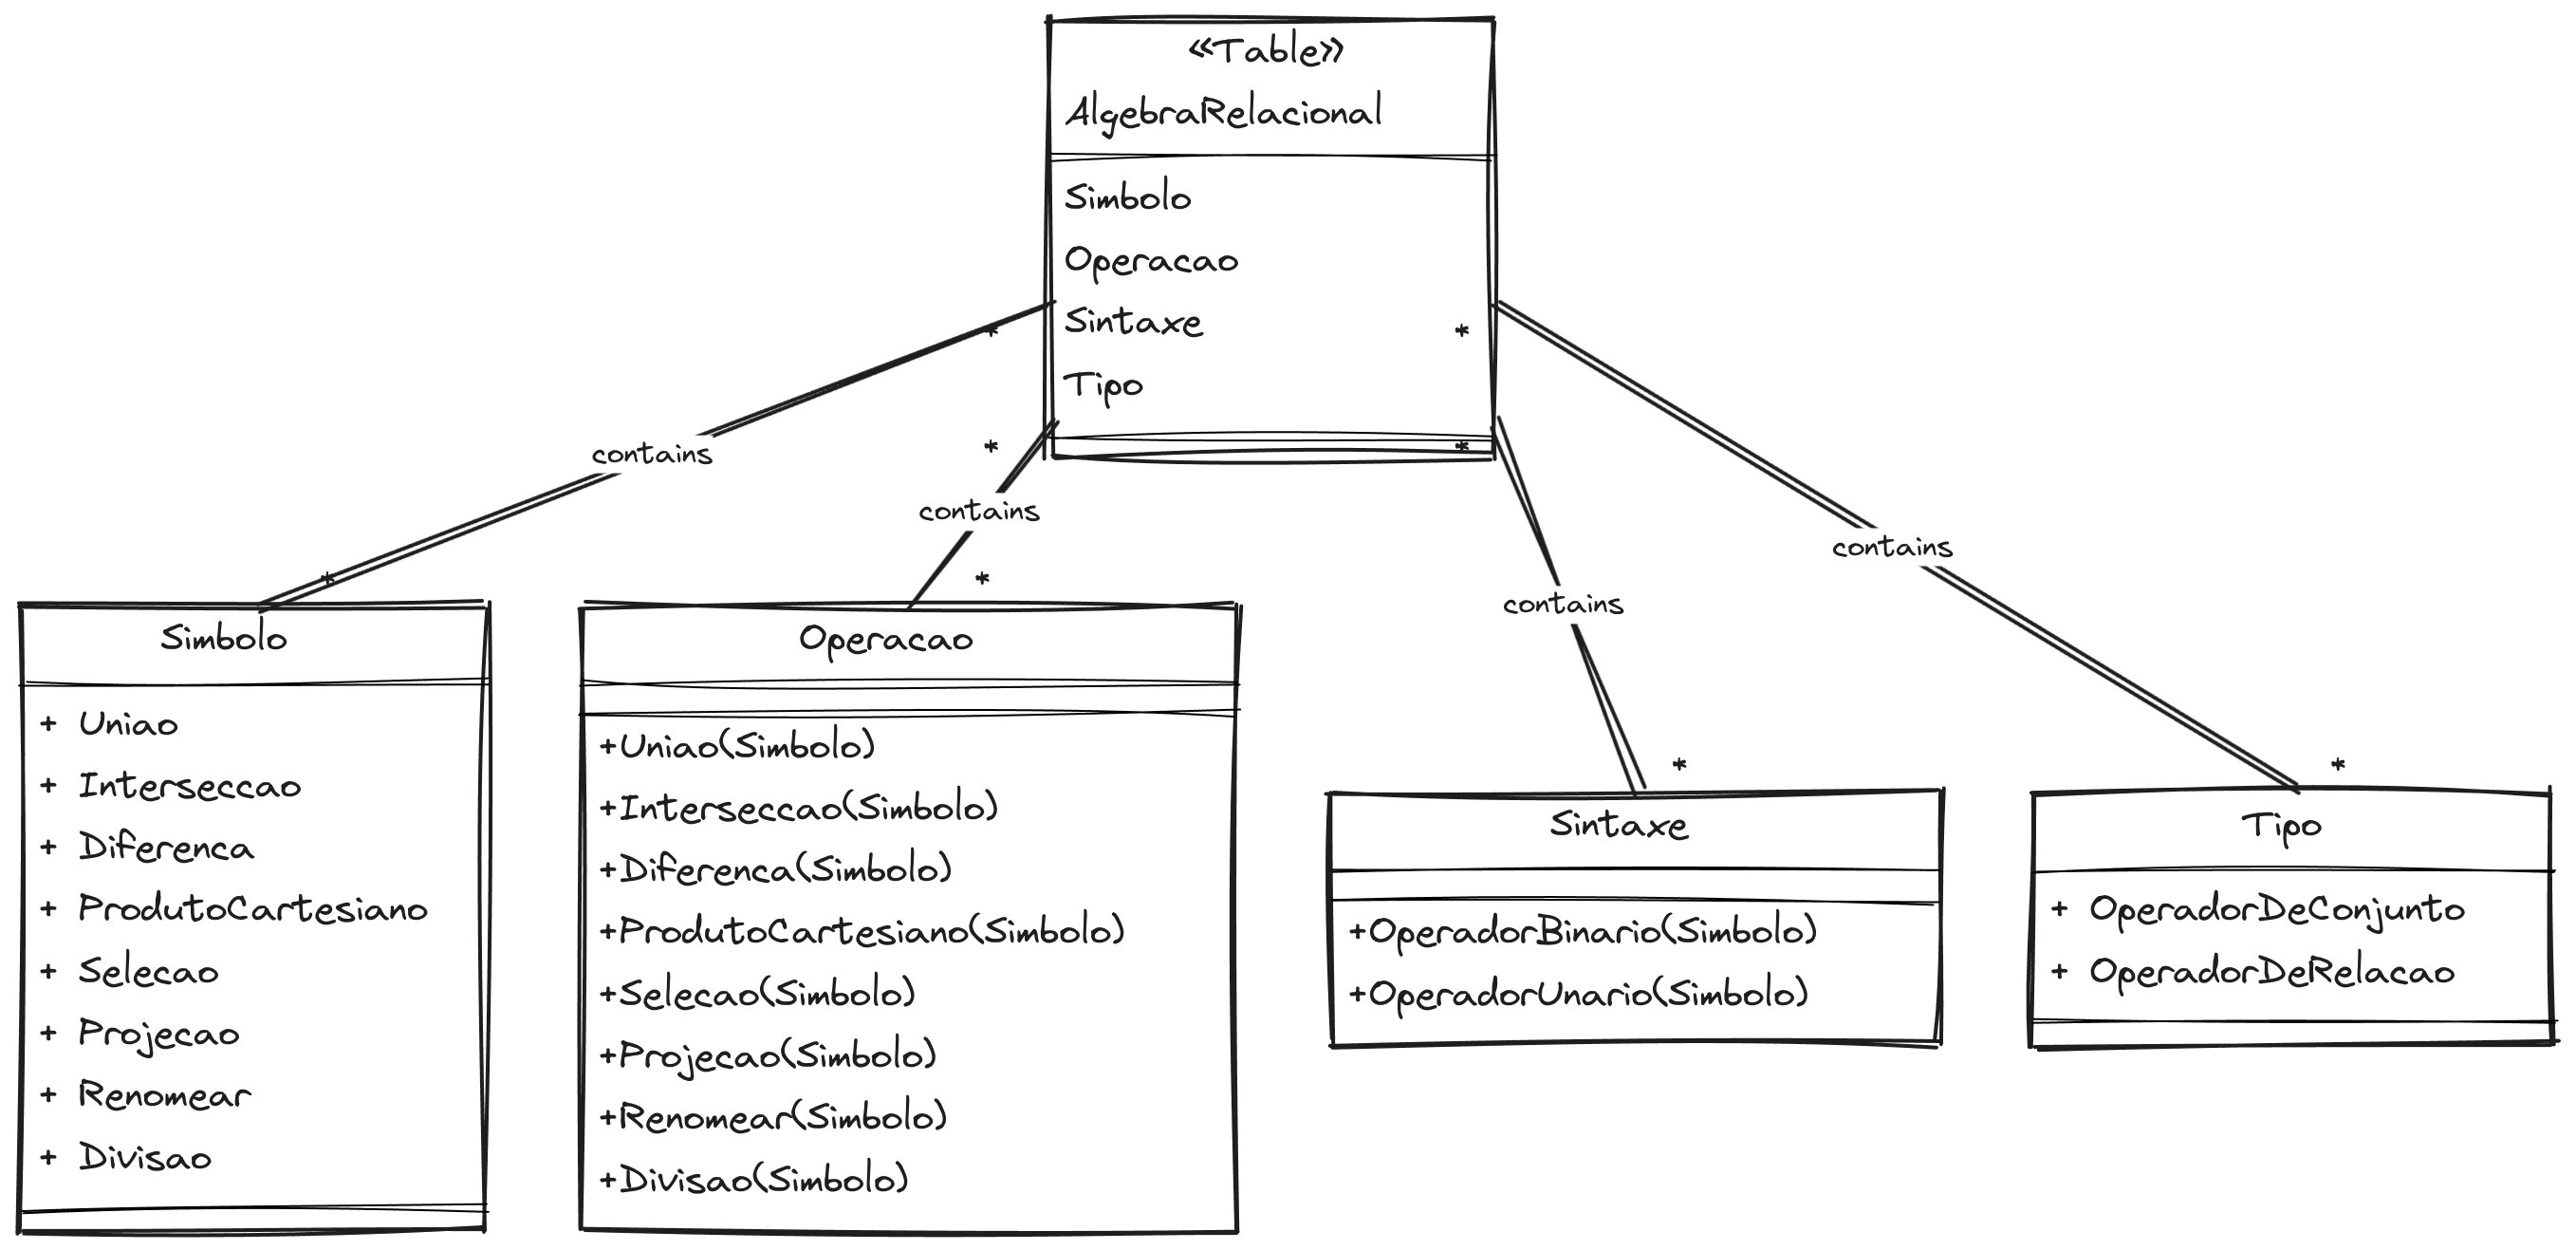 «Table»
AlgebraRelacional
Simbolo
Operacao
Sintaxe
Tipo
*
*
*
*
contains
contains
contains
contains
*
*
*
*
Simbolo
+ Uniao
+ Interseccao
+ Diferenca
+ ProdutoCartesiano
+ Selecao
+ Projecao
+ Renomear
+ Divisao
Operacao
+Uniao(Simbolo)
+Interseccao(Simbolo)
+Diferenca(Simbolo)
+ProdutoCartesiano(Simbolo)
+Selecao(Simbolo)
+Projecao(Simbolo)
+Renomear(Simbolo)
+Divisao(Simbolo)
Sintaxe
+OperadorBinario(Simbolo)
+OperadorUnario(Simbolo)
Tipo
+ OperadorDeConjunto
+ OperadorDeRelacao